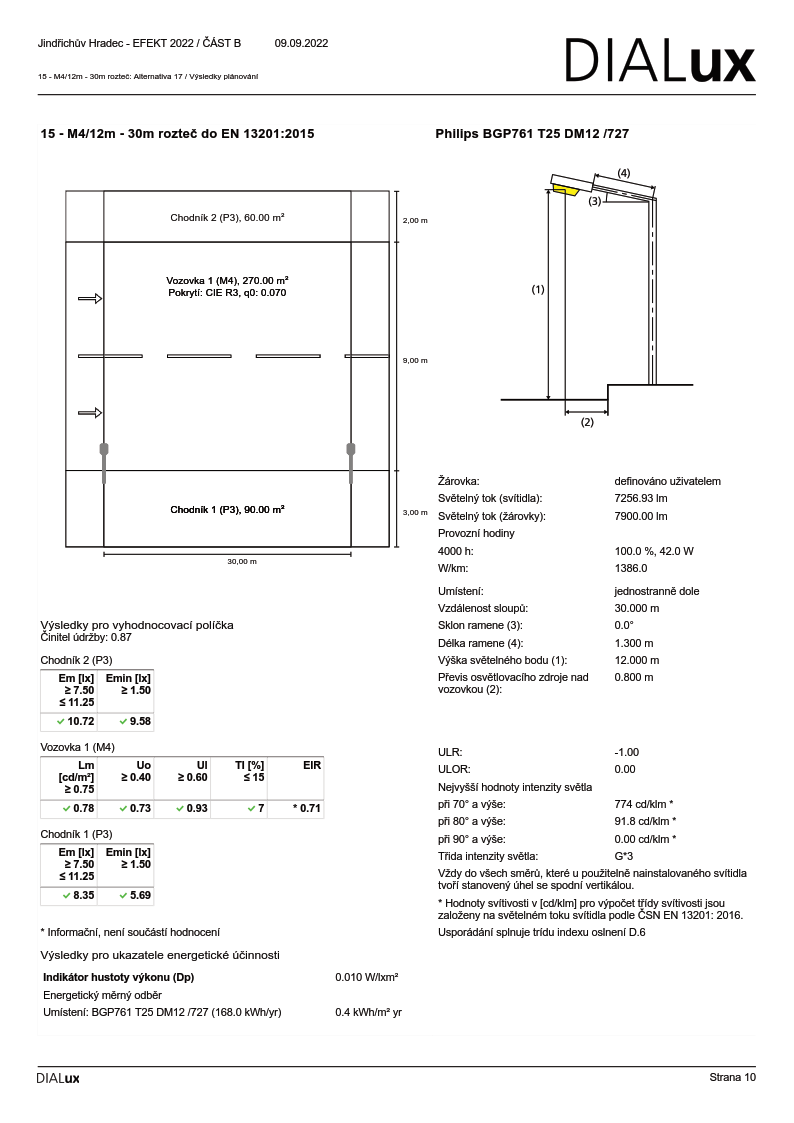 Jindřichův Hradec - EFEKT 2022 / ČÁST B 09.09.2022
DIALux
15 - M4/12m - 30m rozteč: Alternativa 17 / Výsledky plánování
15 - M4/12m - 30m rozteč do EN 13201:2015
Chodník 2 (P3), 60.00 m²
2,00 m
Vozovka 1 (M4), 270.00 m²
Pokrytí: CIE R3, q0: 0.070
9,00 m
Chodník 1 (P3), 90.00 m²
3,00 m
30,00 m
Výsledky pro vyhodnocovací políčka
Činitel údržby: 0.87
Chodník 2 (P3)
Em [lx] Emin [lx]
≥ 7.50 ≥ 1.50
≤ 11.25
✓ 10.72 ✓ 9.58
Vozovka 1 (M4)
Lm Uo Ul TI [%] EIR
[cd/m²] ≥ 0.40 ≥ 0.60 ≤ 15
≥ 0.75
✓ 0.78 ✓ 0.73 ✓ 0.93 ✓ 7 * 0.71
Chodník 1 (P3)
Em [lx] Emin [lx]
≥ 7.50 ≥ 1.50
≤ 11.25
✓ 8.35 ✓ 5.69
* Informační, není součástí hodnocení
Výsledky pro ukazatele energetické účinnosti
Indikátor hustoty výkonu (Dp) 0.010 W/lxm²
Energetický měrný odběr
Umístení: BGP761 T25 DM12 /727 (168.0 kWh/yr) 0.4 kWh/m² yr
Philips BGP761 T25 DM12 /727
(4)
(3)
(1)
(2)
Žárovka: definováno uživatelem
Světelný tok (svítidla): 7256.93 lm
Světelný tok (žárovky): 7900.00 lm
Provozní hodiny
4000 h: 100.0 %, 42.0 W
W/km: 1386.0
Umístení: jednostranně dole
Vzdálenost sloupů: 30.000 m
Sklon ramene (3): 0.0°
Délka ramene (4): 1.300 m
Výška světelného bodu (1): 12.000 m
Převis osvětlovacího zdroje nad 0.800 m
vozovkou (2):
ULR: -1.00
ULOR: 0.00
Nejvyšší hodnoty intenzity světla
při 70° a výše: 774 cd/klm *
při 80° a výše: 91.8 cd/klm *
při 90° a výše: 0.00 cd/klm *
Třida intenzity světla: G*3
Vždy do všech směrů, které u použitelně nainstalovaného svítidla
tvoří stanovený úhel se spodní vertikálou.
* Hodnoty svítivosti v [cd/klm] pro výpočet třídy svítivosti jsou
založeny na světelném toku svítidla podle ČSN EN 13201: 2016.
Usporádání splnuje trídu indexu oslnení D.6
DIALux
Strana 10